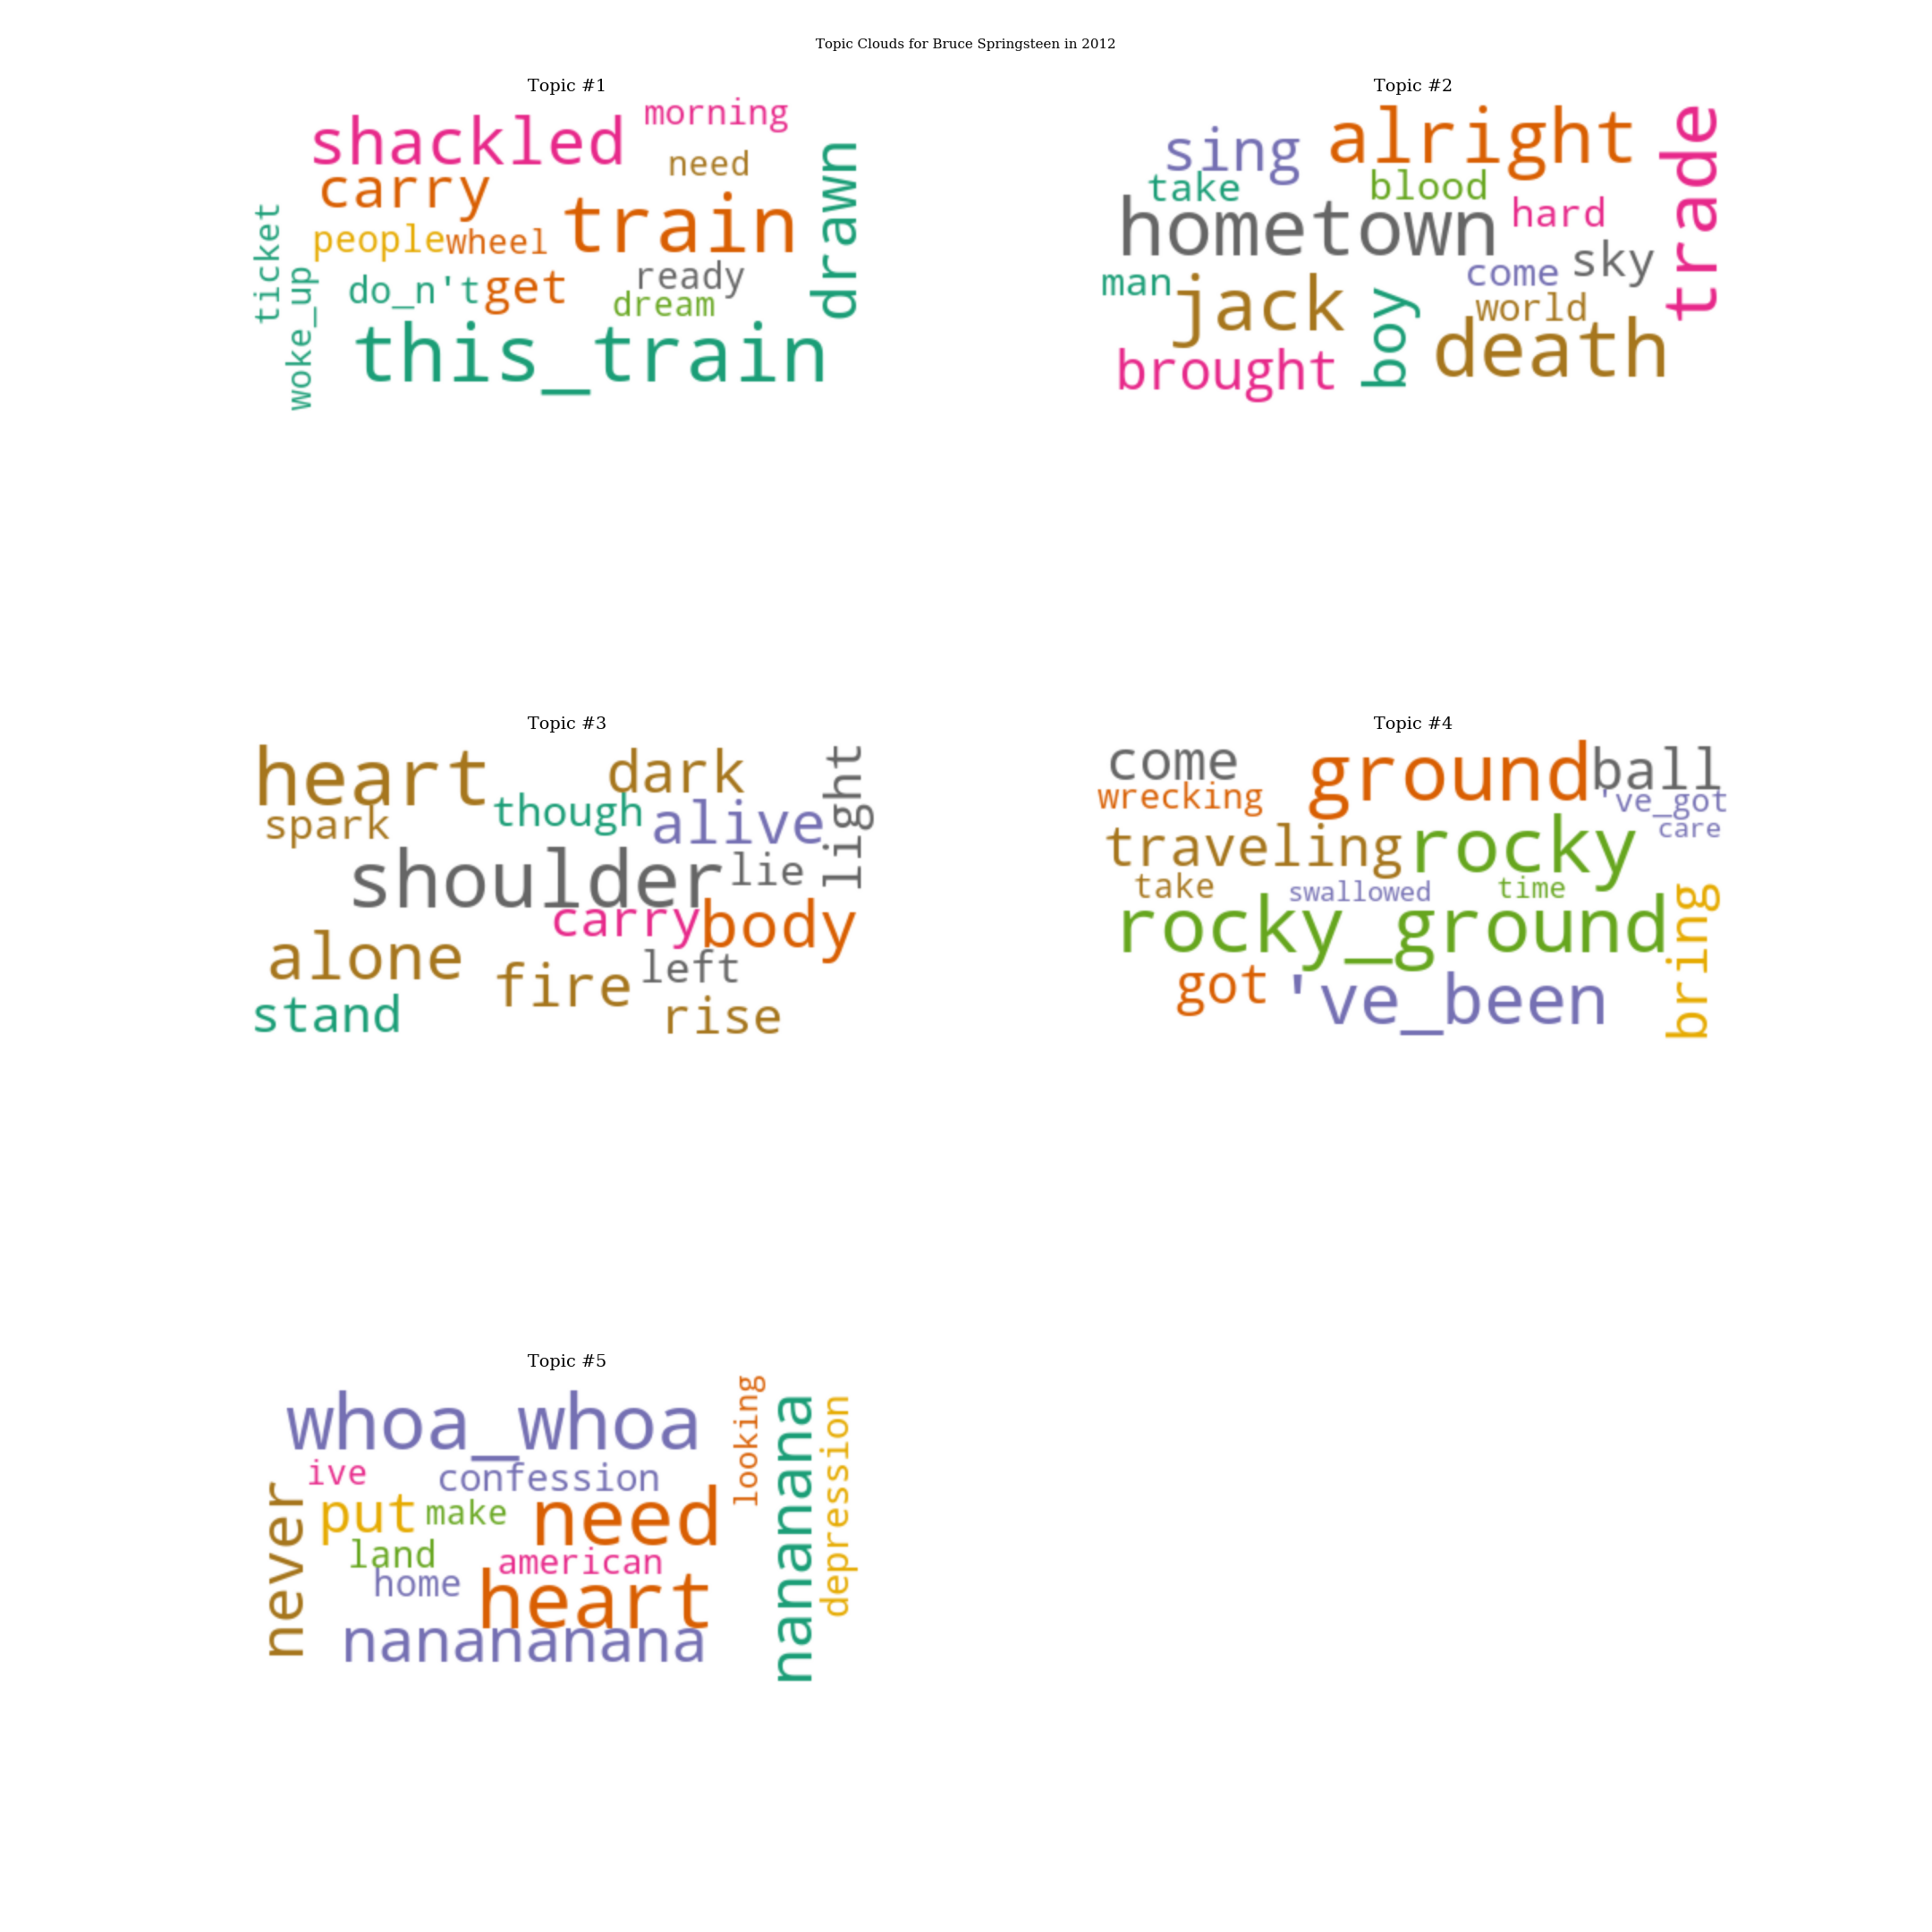 Topic Clouds for Bruce Springsteen in 2012
Topic #1
morning
shackled
need
carry
drawn
train
ticket
people
wheel
ready
do_n't
get
dream
woke_up
this_train
Topic #2
trade
alright
sing
blood
take
hard
hometown
sky
come
man
world
jack
boy
death
brought
Topic #3
heart
dark
light
though
alive
spark
lie
shoulder
carry
body
alone
left
fire
stand
rise
Topic #4
come
ground
ball
wrecking
've_got
care
traveling
rocky
take
swallowed
time
rocky_ground
bring
got
've_been
Topic #5
looking
whoa_whoa
nananana
depression
ive
confession
never
put
make
need
land
american
home
heart
nanananana